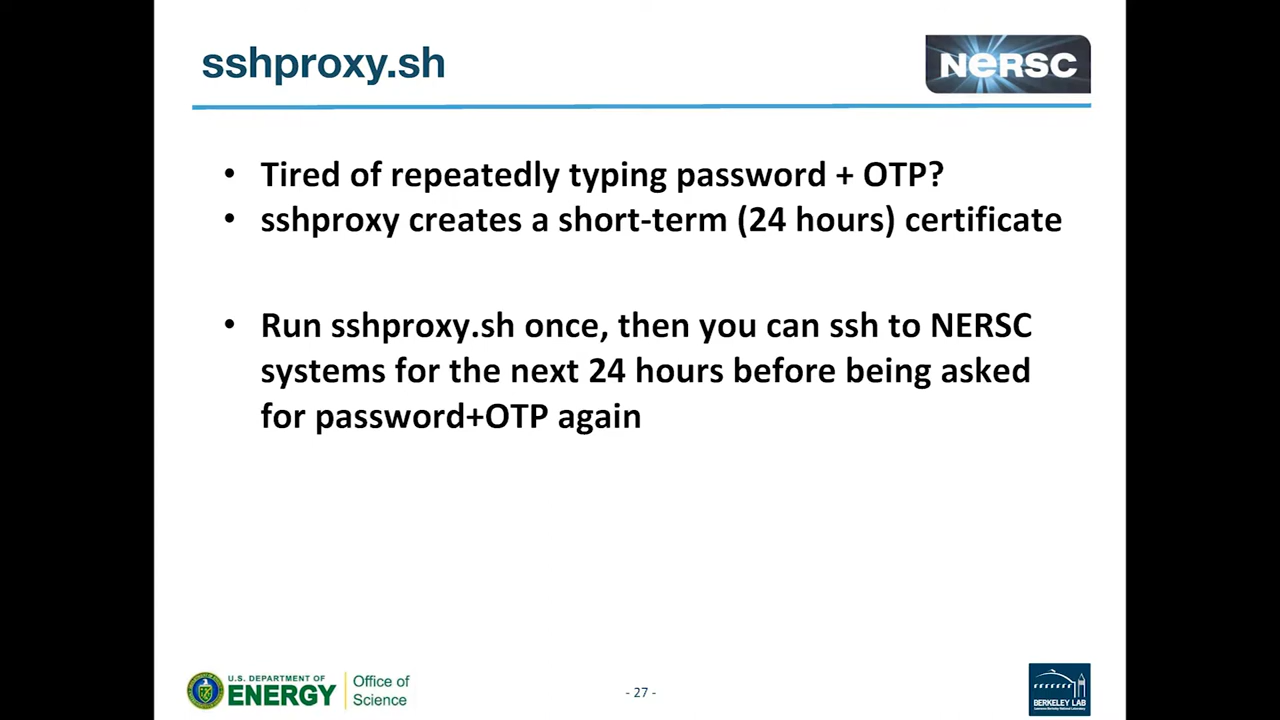 sshproxy.sh
NERSC
• Tired of repeatedly typing password + OTP?
• sshproxy creates a short-term (24 hours) certificate
• Run sshproxy.sh once, then you can ssh to NERSC
systems for the next 24 hours before being asked
for password+OTP again
U.S. DEPARTMENT OF
ENERGY
Office of
Science
- 27 -
BERKELEY LAB